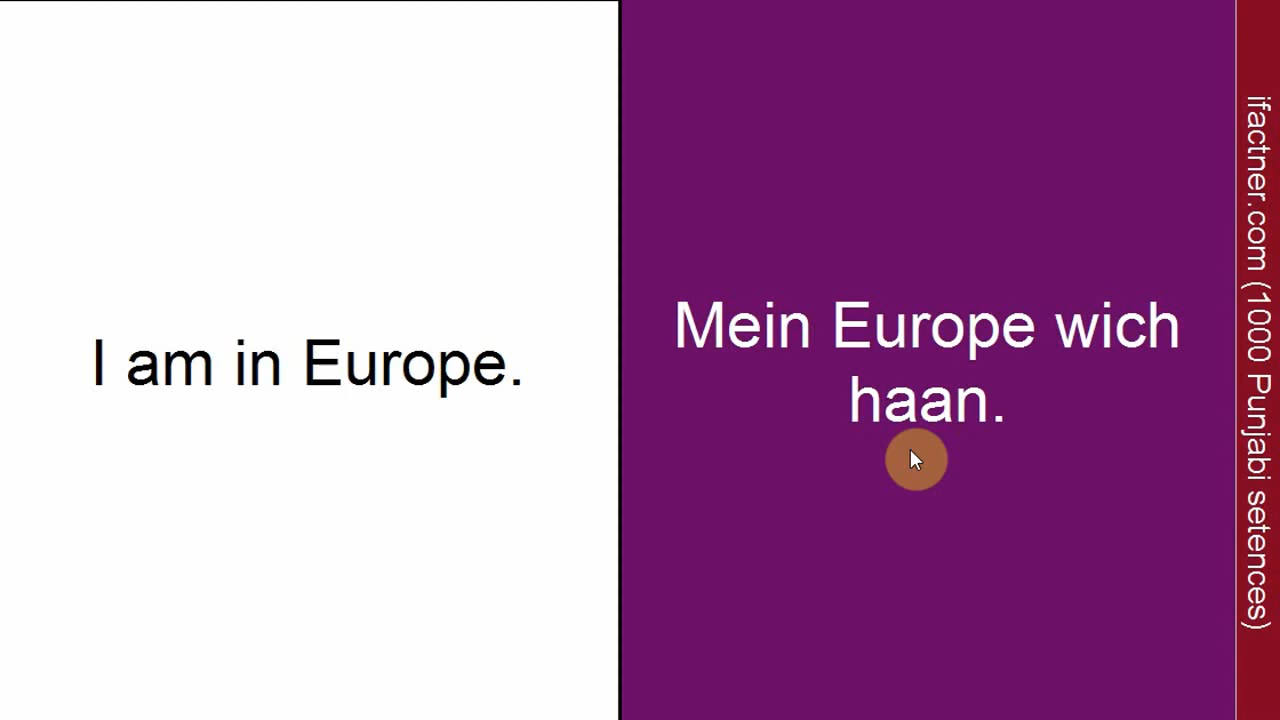 I am in Europe.
Mein Europe wich
haan.
ifactner.com (1000 Punjabi setences)